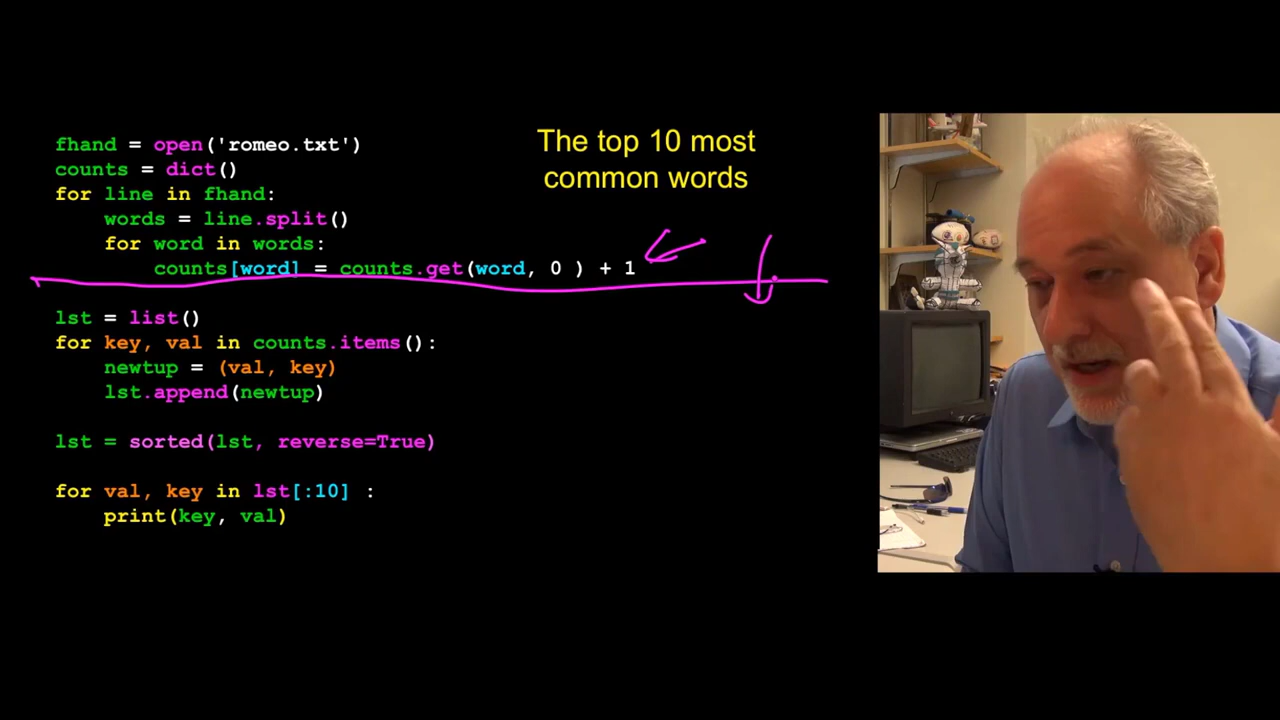 fhand = open('romeo.txt')
counts = dict()
for line in fhand:
    words = line.split()
    for word in words:
        counts[word] = counts.get(word, 0 ) + 1
lst = list()
for key, val in counts.items():
    newtup = (val, key)
    lst.append(newtup)
lst = sorted(lst, reverse=True)
for val, key in lst[:10] :
    print(key, val)
The top 10 most
common words